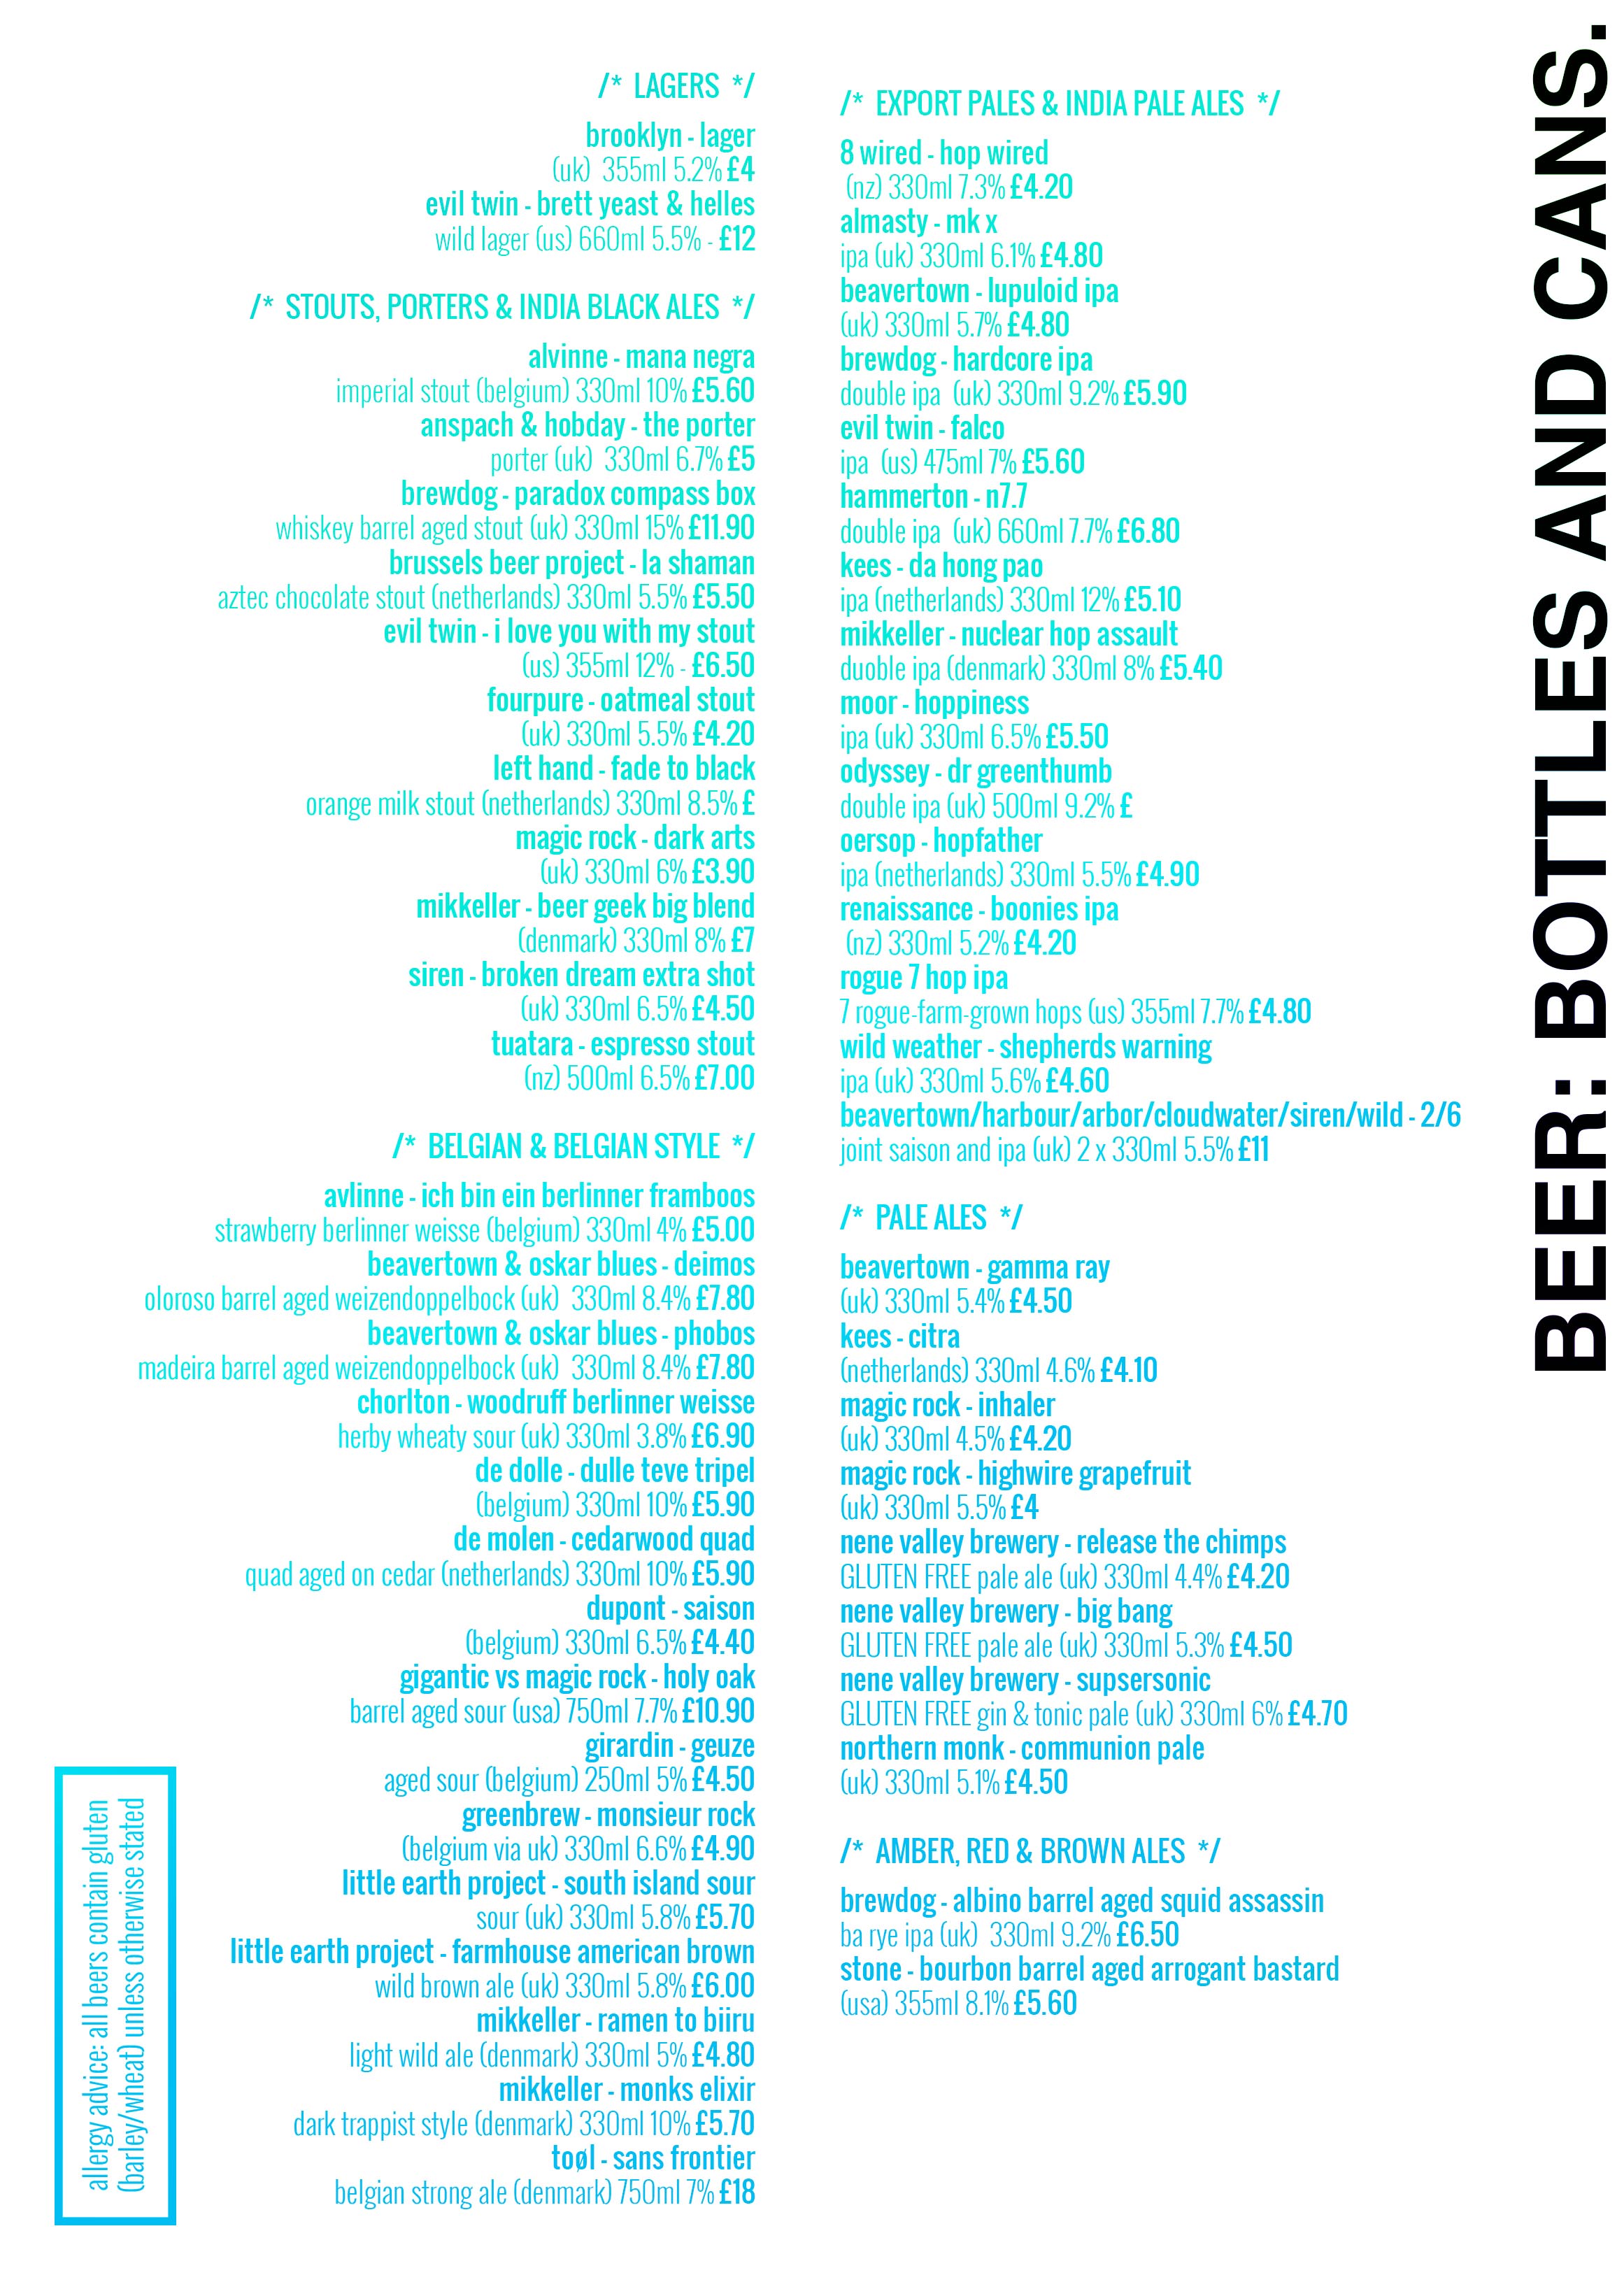 BEER: BOTTLES AND CANS.
/* LAGERS */
brooklyn - lager
(uk) 355ml 5.2% £4
evil twin - brett yeast & helles
wild lager (us) 660ml 5.5% - £12
/* STOUTS, PORTERS & INDIA BLACK ALES */
alvinne - mana negra
imperial stout (belgium) 330ml 10% £5.60
anspach & hobday - the porter
porter (uk) 330ml 6.7% £5
brewdog - paradox compass box
whiskey barrel aged stout (uk) 330ml 15% £11.90
brussels beer project - la shaman
aztec chocolate stout (netherlands) 330ml 5.5% £5.50
evil twin - i love you with my stout
(us) 355ml 12% - £6.50
fourpure - oatmeal stout
(uk) 330ml 5.5% £4.20
left hand - fade to black
orange milk stout (netherlands) 330ml 8.5% £
magic rock - dark arts
(uk) 330ml 6% £3.90
mikkeller - beer geek big blend
(denmark) 330ml 8% £7
siren - broken dream extra shot
(uk) 330ml 6.5% £4.50
tuatara - espresso stout
(nz) 500ml 6.5% £7.00
/* BELGIAN & BELGIAN STYLE */
avlinne - ich bin ein berlinner framboos
strawberry berlinner weisse (belgium) 330ml 4% £5.00
beavertown & oskar blues - deimos
oloroso barrel aged weizendoppelbock (uk) 330ml 8.4% £7.80
beavertown & oskar blues - phobos
madeira barrel aged weizendoppelbock (uk) 330ml 8.4% £7.80
chorlton - woodruff berlinner weisse
herby wheaty sour (uk) 330ml 3.8% £6.90
de dolle - dulle teve tripel
(belgium) 330ml 10% £5.90
de molen - cedarwood quad
quad aged on cedar (netherlands) 330ml 10% £5.90
dupont - saison
(belgium) 330ml 6.5% £4.40
gigantic vs magic rock - holy oak
barrel aged sour (usa) 750ml 7.7% £10.90
girardin - geuze
aged sour (belgium) 250ml 5% £4.50
greenbrew - monsieur rock
(belgium via uk) 330ml 6.6% £4.90
little earth project - south island sour
sour (uk) 330ml 5.8% £5.70
little earth project - farmhouse american brown
wild brown ale (uk) 330ml 5.8% £6.00
mikkeller - ramen to biiru
light wild ale (denmark) 330ml 5% £4.80
mikkeller - monks elixir
dark trappist style (denmark) 330ml 10% £5.70
toøl - sans frontier
belgian strong ale (denmark) 750ml 7% £18
allergy advice: all beers contain gluten
(barley/wheat) unless otherwise stated
/* EXPORT PALES & INDIA PALE ALES */
8 wired - hop wired
(nz) 330ml 7.3% £4.20
almasty - mk x
ipa (uk) 330ml 6.1% £4.80
beavertown - lupuloid ipa
(uk) 330ml 5.7% £4.80
brewdog - hardcore ipa
double ipa (uk) 330ml 9.2% £5.90
evil twin - falco
ipa (us) 475ml 7% £5.60
hammerton - n7.7
double ipa (uk) 660ml 7.7% £6.80
kees - da hong pao
ipa (netherlands) 330ml 12% £5.10
mikkeller - nuclear hop assault
duoble ipa (denmark) 330ml 8% £5.40
moor - hoppiness
ipa (uk) 330ml 6.5% £5.50
odyssey - dr greenthumb
double ipa (uk) 500ml 9.2% £
oersop - hopfather
ipa (netherlands) 330ml 5.5% £4.90
renaissance - boonies ipa
(nz) 330ml 5.2% £4.20
rogue 7 hop ipa
7 rogue-farm-grown hops (us) 355ml 7.7% £4.80
wild weather - shepherds warning
ipa (uk) 330ml 5.6% £4.60
beavertown/harbour/arbor/cloudwater/siren/wild - 2/6
joint saison and ipa (uk) 2 x 330ml 5.5% £11
/* PALE ALES */
beavertown - gamma ray
(uk) 330ml 5.4% £4.50
kees - citra
(netherlands) 330ml 4.6% £4.10
magic rock - inhaler
(uk) 330ml 4.5% £4.20
magic rock - highwire grapefruit
(uk) 330ml 5.5% £4
nene valley brewery - release the chimps
GLUTEN FREE pale ale (uk) 330ml 4.4% £4.20
nene valley brewery - big bang
GLUTEN FREE pale ale (uk) 330ml 5.3% £4.50
nene valley brewery - supsersonic
GLUTEN FREE gin & tonic pale (uk) 330ml 6% £4.70
northern monk - communion pale
(uk) 330ml 5.1% £4.50
/* AMBER, RED & BROWN ALES */
brewdog - albino barrel aged squid assassin
ba rye ipa (uk) 330ml 9.2% £6.50
stone - bourbon barrel aged arrogant bastard
(usa) 355ml 8.1% £5.60